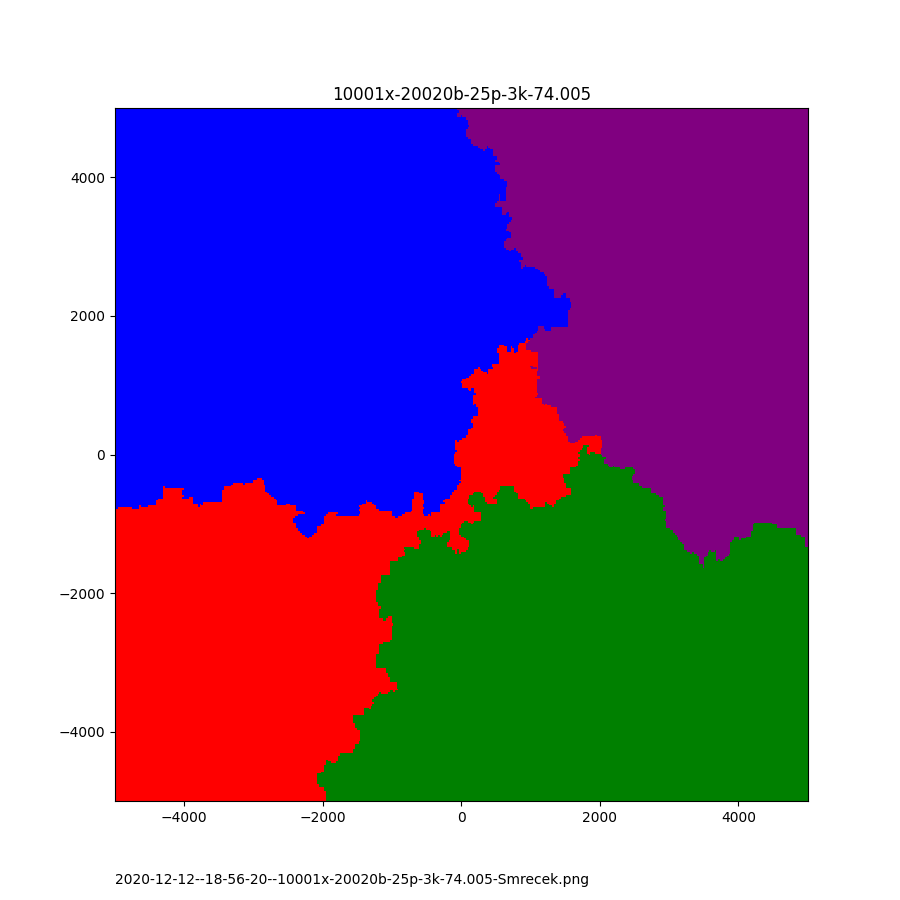 10001x-20020b-25p-3k-74.005
4000
2000
0
−2000
−4000
−4000 −2000 0 2000 4000
2020-12-12--18-56-20--10001x-20020b-25p-3k-74.005-Smrecek.png